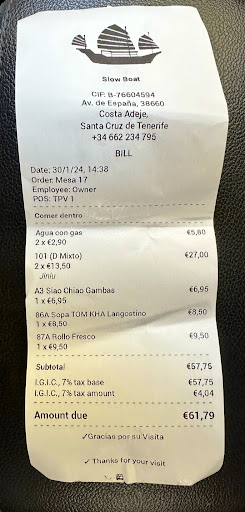 Slow Boat
CIF: B-76604594
Av. de España, 38660
Costa Adeje,
Santa Cruz de Tenerife
+34 662 234 795
BILL
Date: 30/1/24, 14:38
Order: Mesa 17
Employee: Owner
POS: TPV 1
Comer dentro
Agua con gas €5,80
2 x €2,90
101 (D Mixto) €27,00
2 x €13,50
Jiniu
A3 Siao Chiao Gambas €6,95
1 x €6,95
86A Sopa TOM KHA Langostino €8,50
1 x €8,50
87A Rollo Fresco €9,50
1 x €9,50
Subtotal €57,75
I.G.I.C., 7% tax base €57,75
I.G.I.C., 7% tax amount €4,04
Amount due €61,79
✓Gracias por su Visita
✓ Thanks for your visit